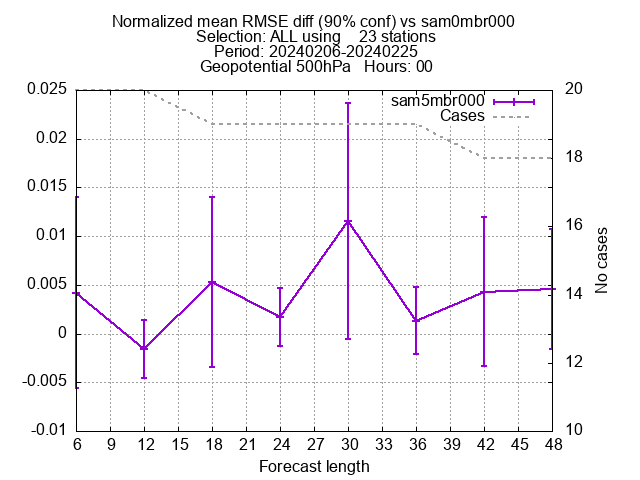 Normalized mean RMSE diff (90% conf) vs sam0mbr000
Selection: ALL using    23 stations
Period: 20240206-20240225
Geopotential 500hPa   Hours: 00
sam5mbr000
Cases
0.025
0.02
0.015
0.01
0.005
0
-0.005
-0.01
20
18
16
14
12
10
No cases
6 9 12 15 18 21 24 27 30 33 36 39 42 45 48
Forecast length